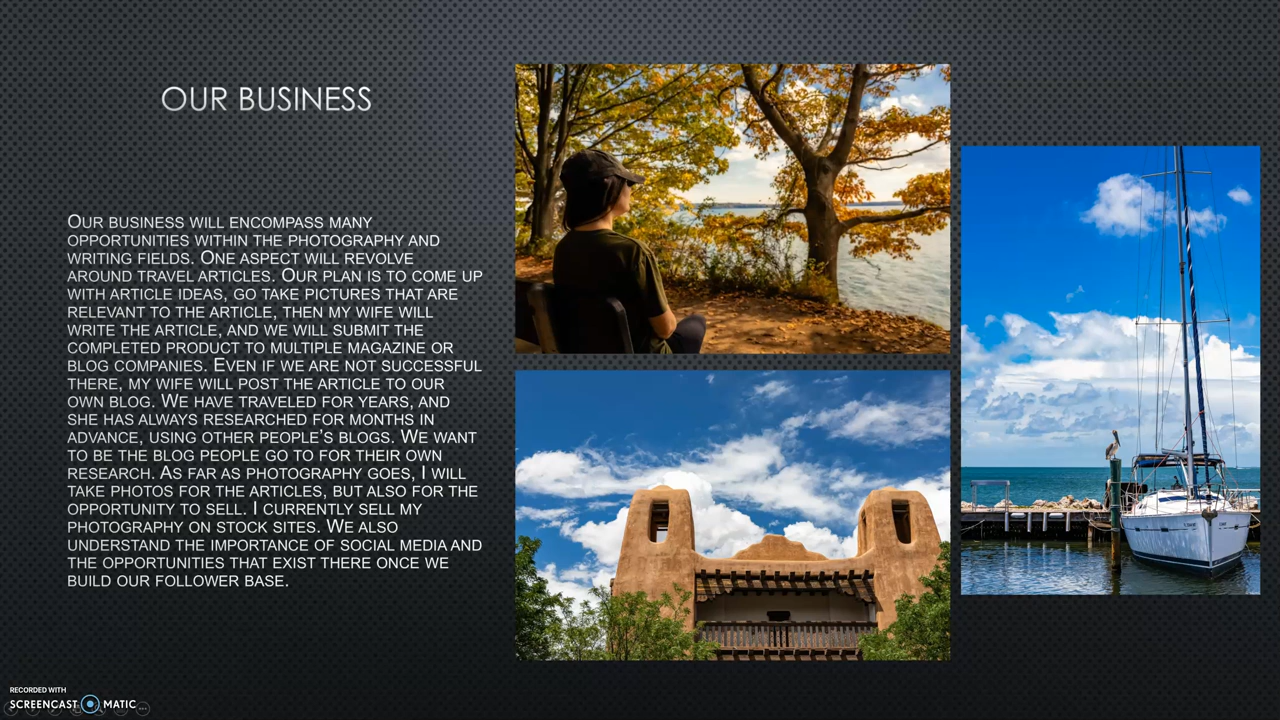 OUR BUSINESS
OUR BUSINESS WILL ENCOMPASS MANY
OPPORTUNITIES WITHIN THE PHOTOGRAPHY AND
WRITING FIELDS. ONE ASPECT WILL REVOLVE
AROUND TRAVEL ARTICLES. OUR PLAN IS TO COME UP
WITH ARTICLE IDEAS, GO TAKE PICTURES THAT ARE
RELEVANT TO THE ARTICLE, THEN MY WIFE WILL
WRITE THE ARTICLE, AND WE WILL SUBMIT THE
COMPLETED PRODUCT TO MULTIPLE MAGAZINE OR
BLOG COMPANIES. EVEN IF WE ARE NOT SUCCESSFUL
THERE, MY WIFE WILL POST THE ARTICLE TO OUR
OWN BLOG. WE HAVE TRAVELED FOR YEARS, AND
SHE HAS ALWAYS RESEARCHED FOR MONTHS IN
ADVANCE, USING OTHER PEOPLE'S BLOGS. WE WANT
TO BE THE BLOG PEOPLE GO TO FOR THEIR OWN
RESEARCH. AS FAR AS PHOTOGRAPHY GOES, I WILL
TAKE PHOTOS FOR THE ARTICLES, BUT ALSO FOR THE
OPPORTUNITY TO SELL. I CURRENTLY SELL MY
PHOTOGRAPHY ON STOCK SITES. WE ALSO
UNDERSTAND THE IMPORTANCE OF SOCIAL MEDIA AND
THE OPPORTUNITIES THAT EXIST THERE ONCE WE
BUILD OUR FOLLOWER BASE.
RECORDED WITH
SCREENCAST MATIC